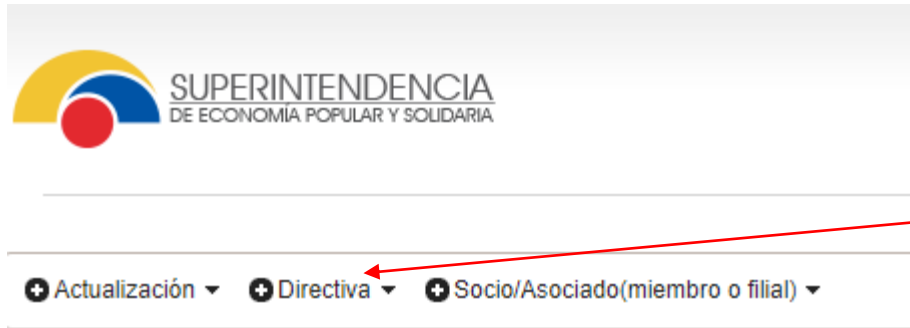 SUPERINTENDENCIA
DE ECONOMÍA POPULAR Y SOLIDARIA
Actualización Directiva Socio/Asociado(miembro o filial)